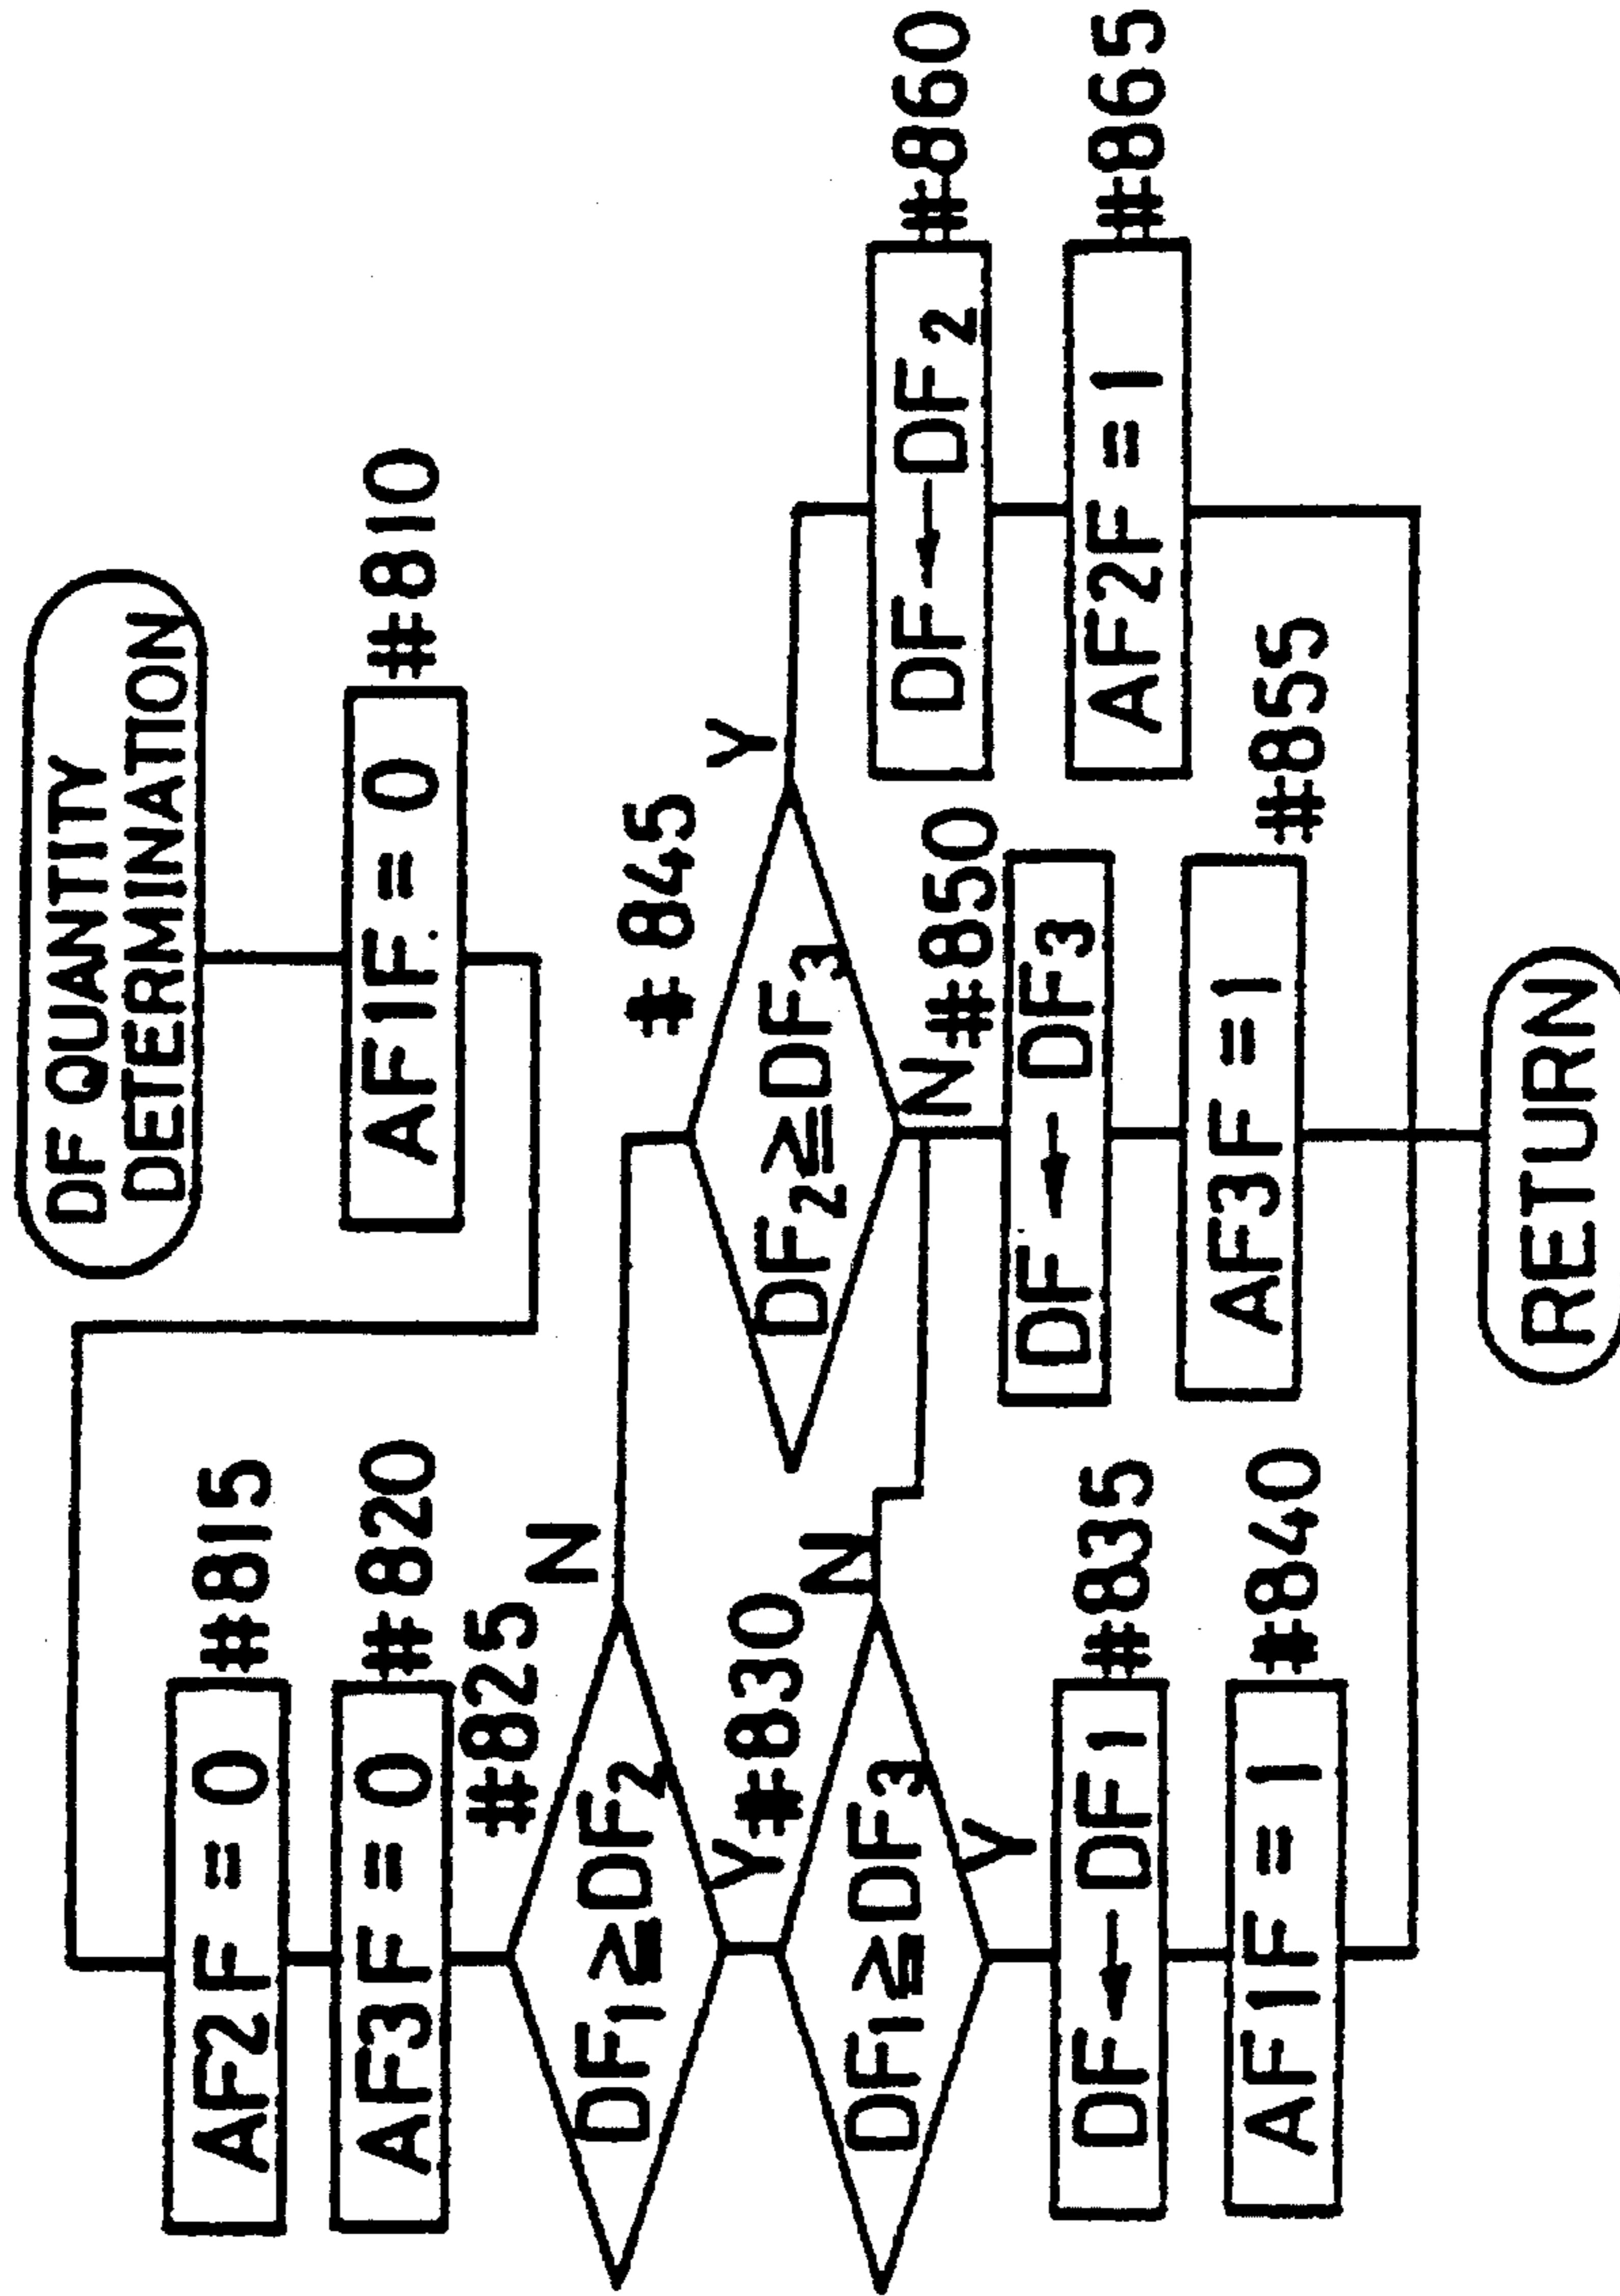 DF QUANTITY
DETERMINATION
AF1F = 0 #810
AF2F = 0 #815
AF3F = 0 #820
#825
DF1≧DF2
N
Y
#830
DF1≧DF3
N
Y
DF ← DF1 #835
AF1F = 1 #840
#845
DF2≧DF3
Y
N
#850
DF ← DF3
AF3F = 1
#855
DF ← DF2 #860
AF2F = 1 #865
RETURN